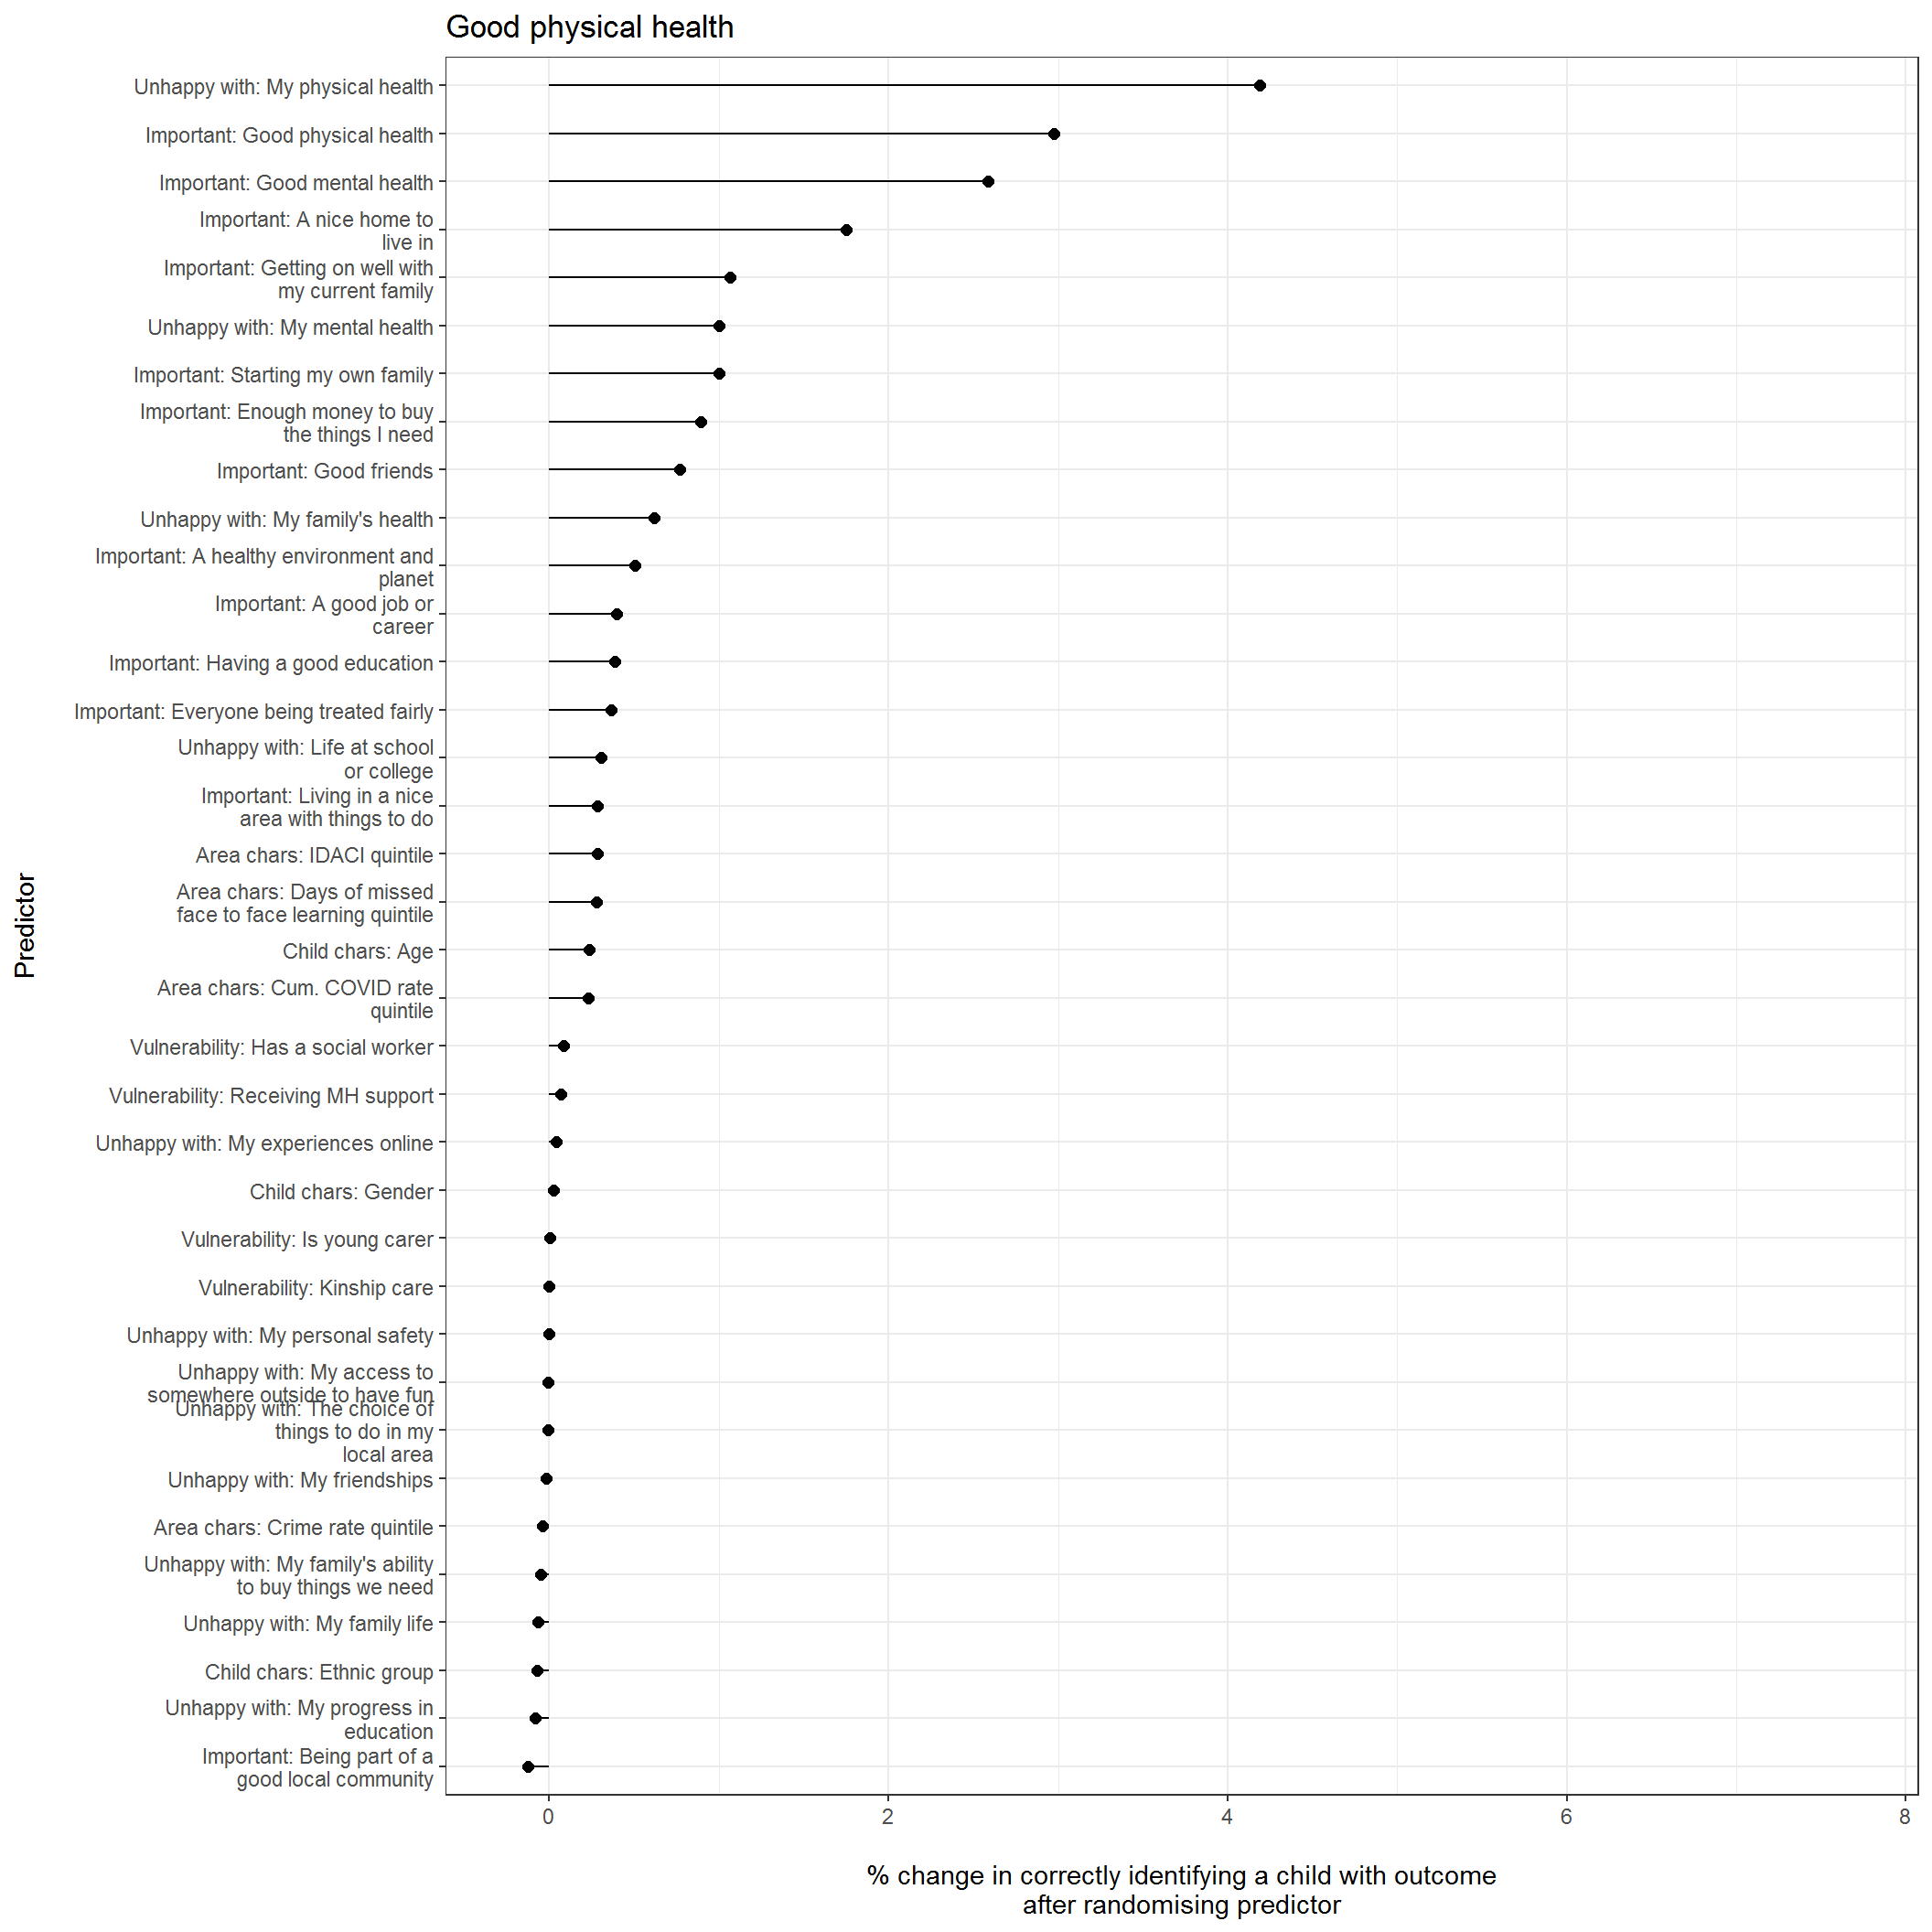 Good physical health
Unhappy with: My physical health
Important: Good physical health
Important: Good mental health
Important: A nice home to
live in
Important: Getting on well with
my current family
Unhappy with: My mental health
Important: Starting my own family
Important: Enough money to buy
the things I need
Important: Good friends
Unhappy with: My family's health
Important: A healthy environment and
planet
Important: A good job or
career
Important: Having a good education
Important: Everyone being treated fairly
Unhappy with: Life at school
or college
Important: Living in a nice
area with things to do
Area chars: IDACI quintile
Area chars: Days of missed
face to face learning quintile
Child chars: Age
Area chars: Cum. COVID rate
quintile
Vulnerability: Has a social worker
Vulnerability: Receiving MH support
Unhappy with: My experiences online
Child chars: Gender
Vulnerability: Is young carer
Vulnerability: Kinship care
Unhappy with: My personal safety
Unhappy with: My access to
somewhere outside to have fun
Unhappy with: The choice of
things to do in my
local area
Unhappy with: My friendships
Area chars: Crime rate quintile
Unhappy with: My family's ability
to buy things we need
Unhappy with: My family life
Child chars: Ethnic group
Unhappy with: My progress in
education
Important: Being part of a
good local community
Predictor
0 2 4 6 8
% change in correctly identifying a child with outcome
after randomising predictor